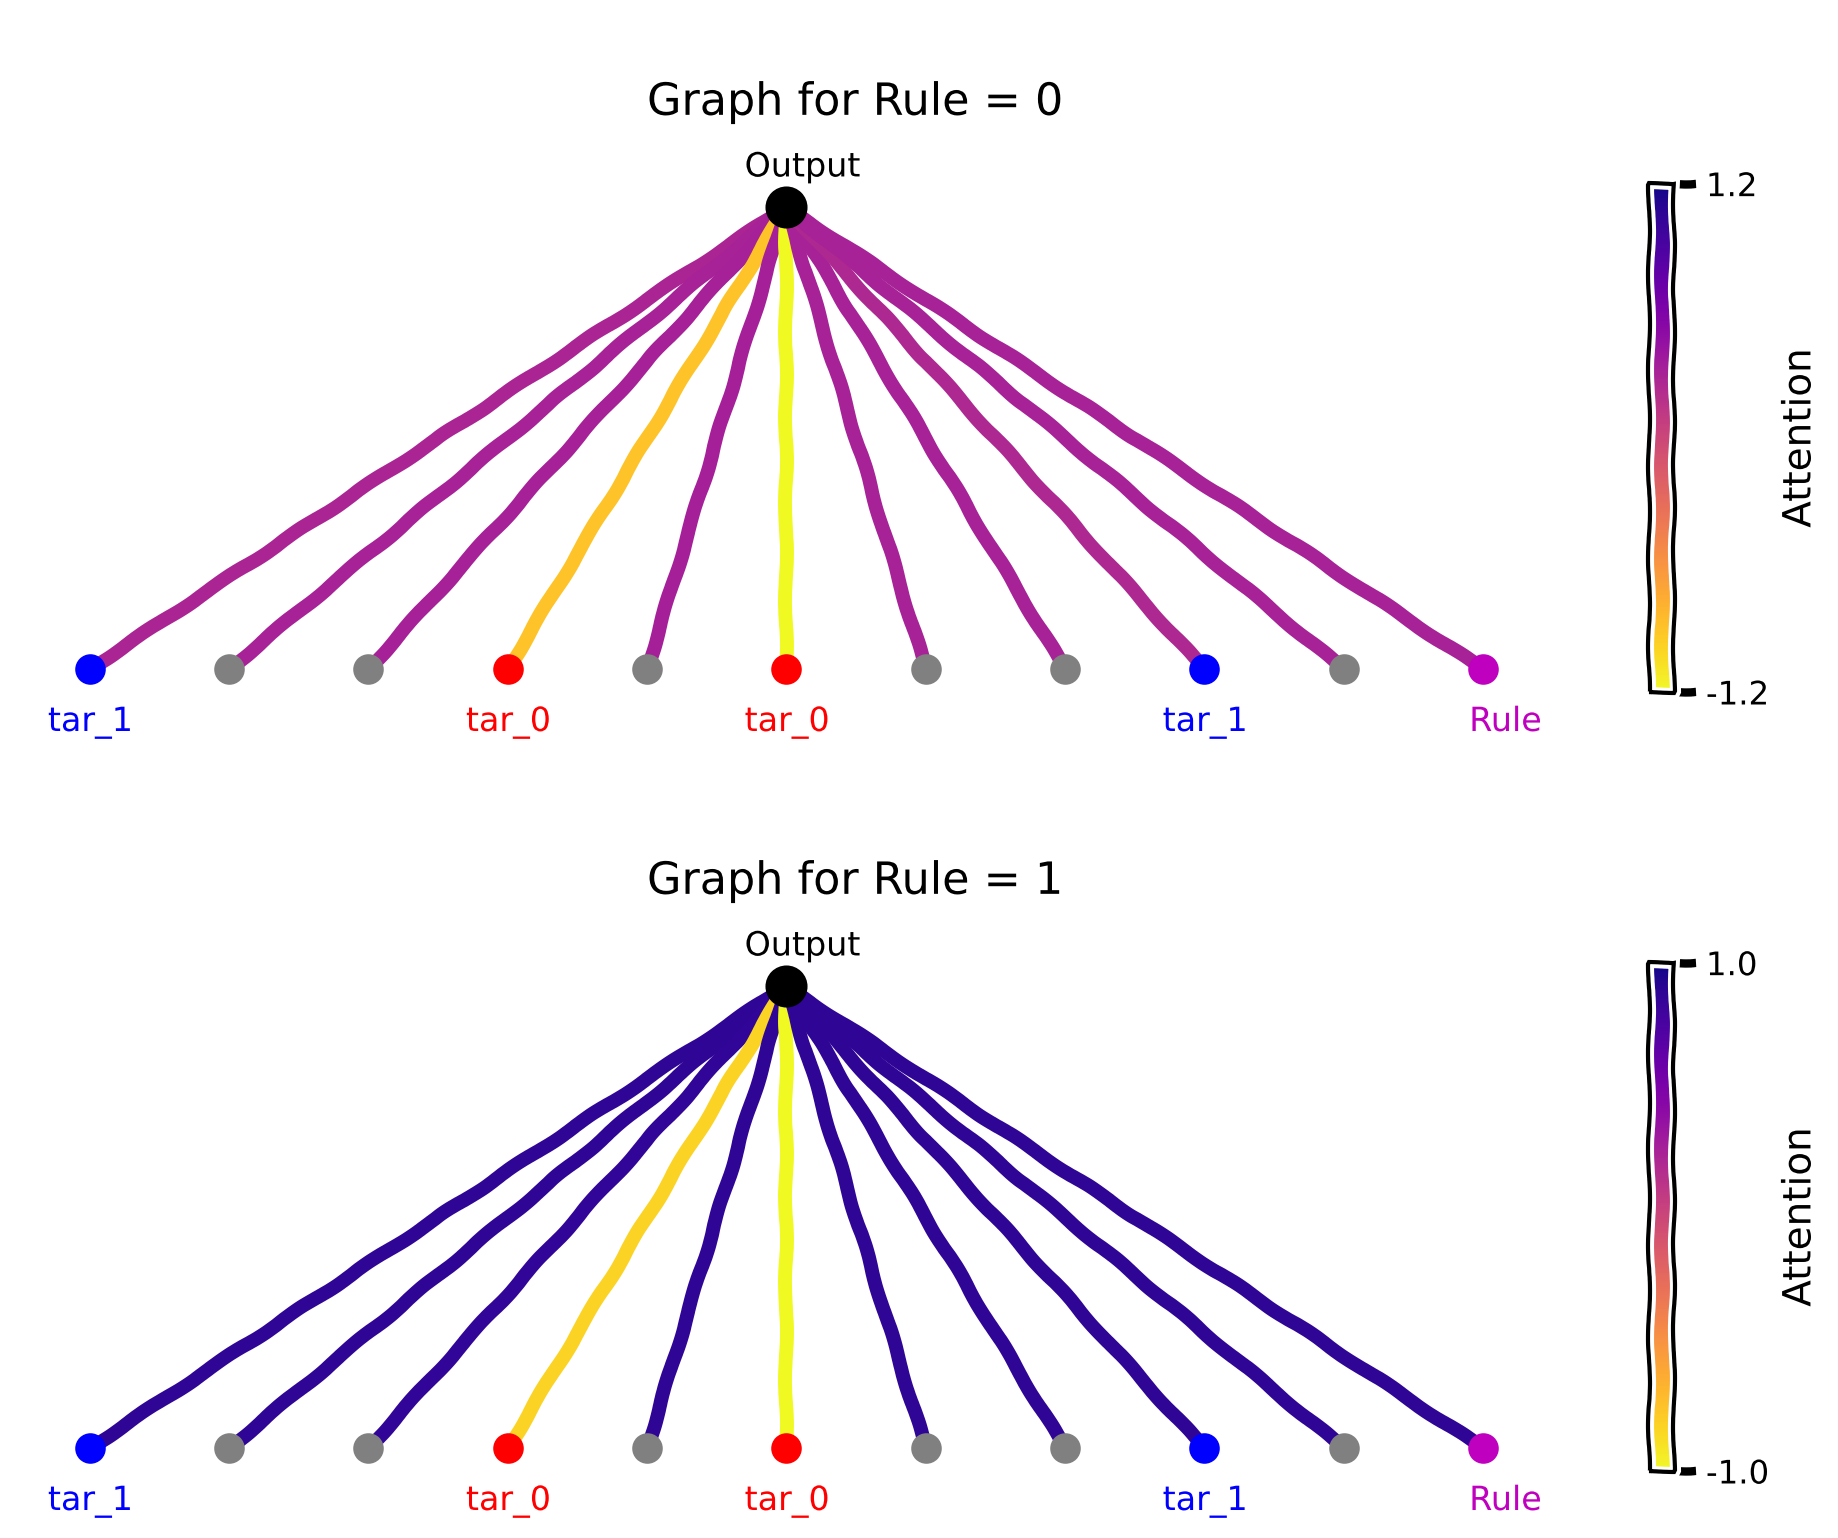 Graph for Rule = 0
Output
1.2
Attention
-1.2
tar_1 tar_0 tar_0 tar_1 Rule
Graph for Rule = 1
Output
1.0
Attention
-1.0
tar_1 tar_0 tar_0 tar_1 Rule